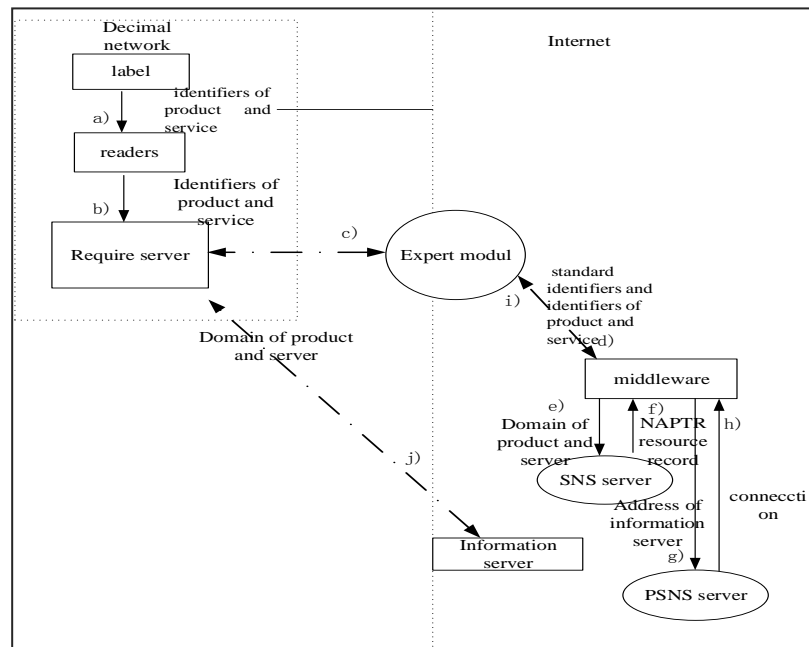 Decimal
network
Internet
label
identifiers of
product and
service
a)
readers
Identifiers of
product and
service
b)
Require server
c)
Expert modul
i)
standard
identifiers and
identifiers of
product and
service
d)
Domain of product
and server
middleware
e)
f)
h)
Domain of
product and
server
NAPTR
resource
record
SNS server
j)
Address of
information
server
conneccti
on
g)
Information
server
PSNS server